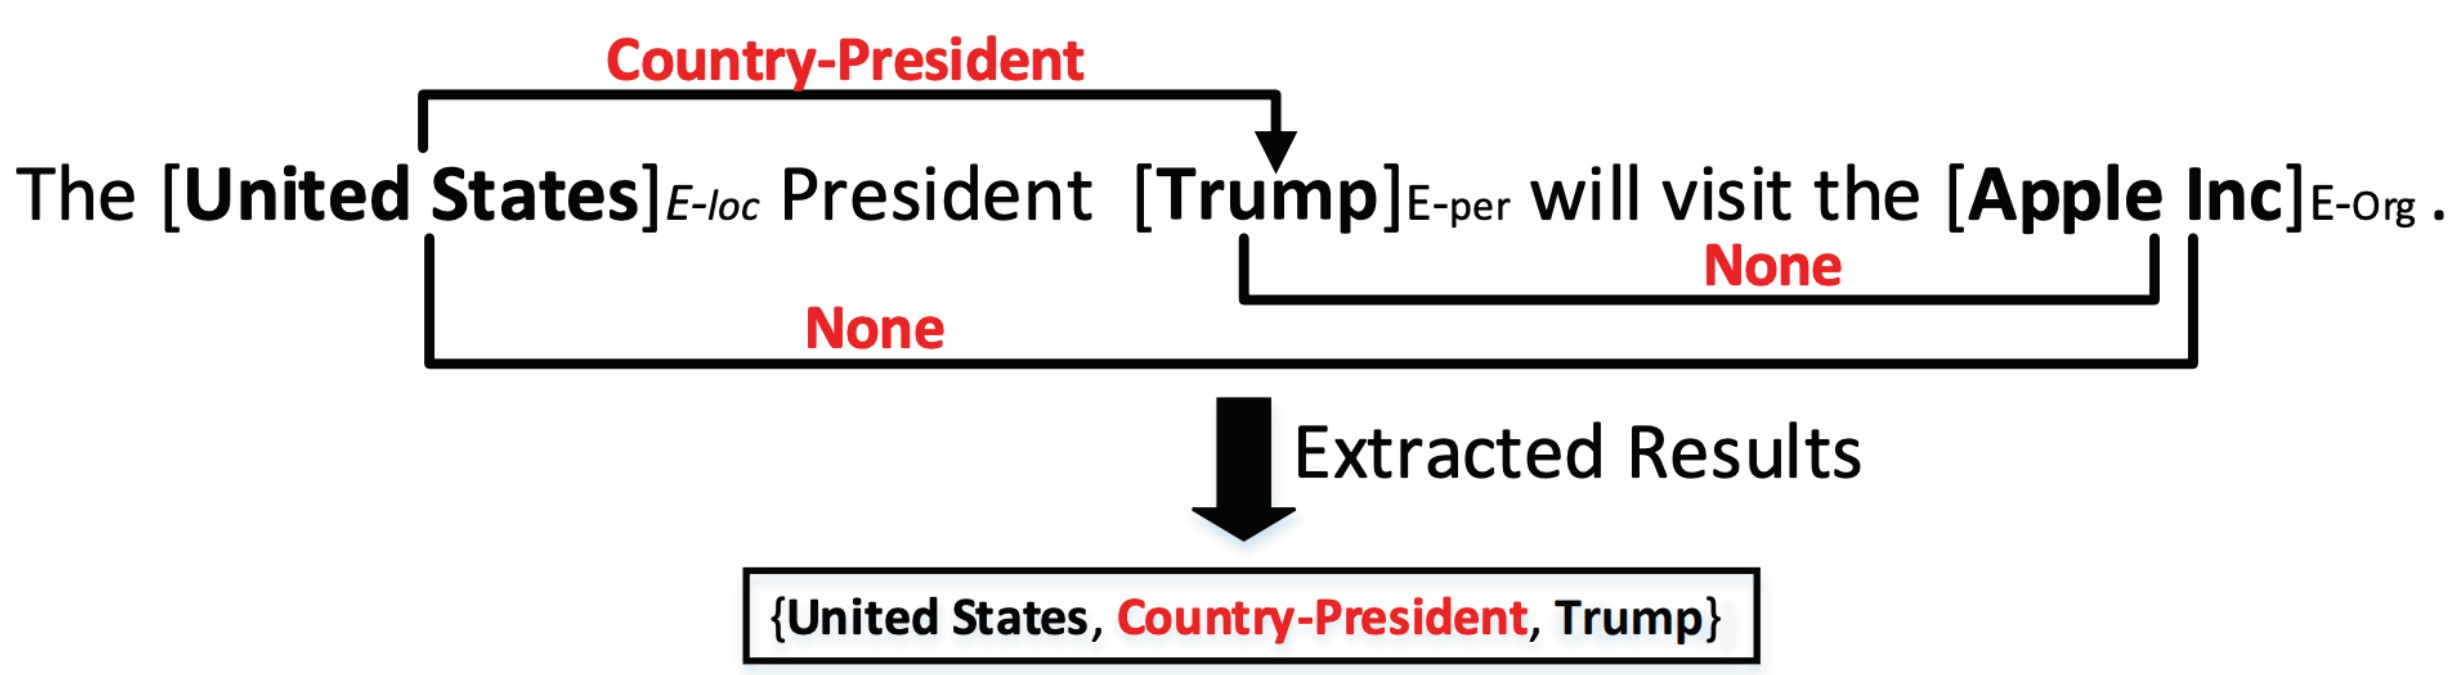 Country-President
The [United States]E-loc President [Trump]E-per will visit the [Apple Inc]E-Org .
None
None
Extracted Results
{United States, Country-President, Trump}